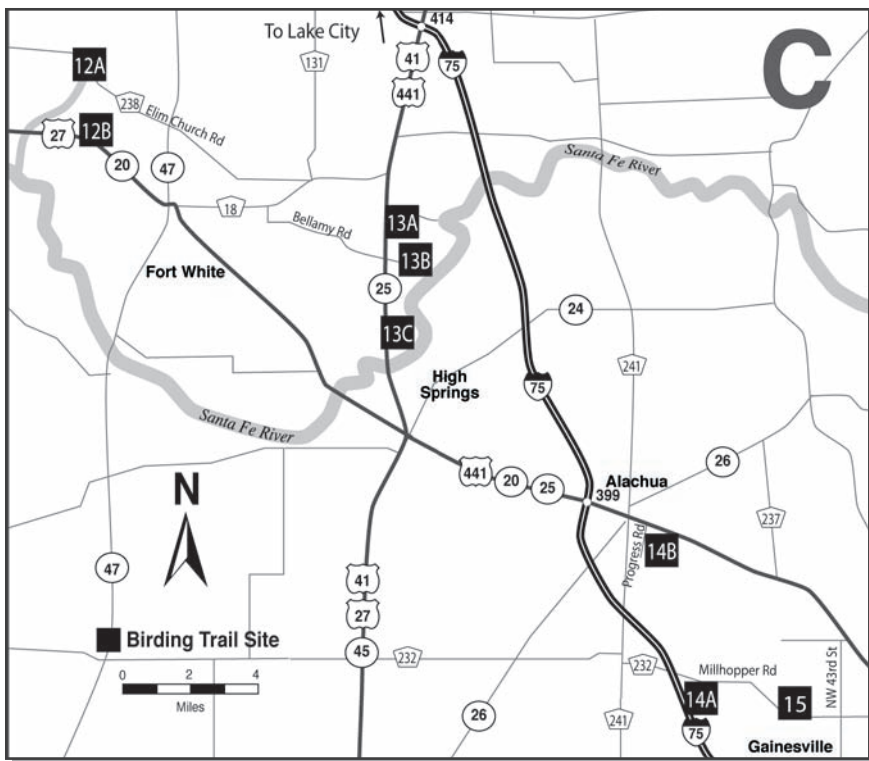 To Lake City
414
C
12A
131
41
75
441
238
Elim Church Rd
27
12B
20
47
Santa Fe River
18
13A
Bellamy Rd
13B
Fort White
25
24
13C
High
Springs
241
75
Santa Fe River
26
441
20
25
Alachua
399
N
237
Progress Rd
14B
47
41
27
Birding Trail Site
45
232
232
Millhopper Rd
NW 43rd St
0 2 4
Miles
14A
15
26
241
75
Gainesville